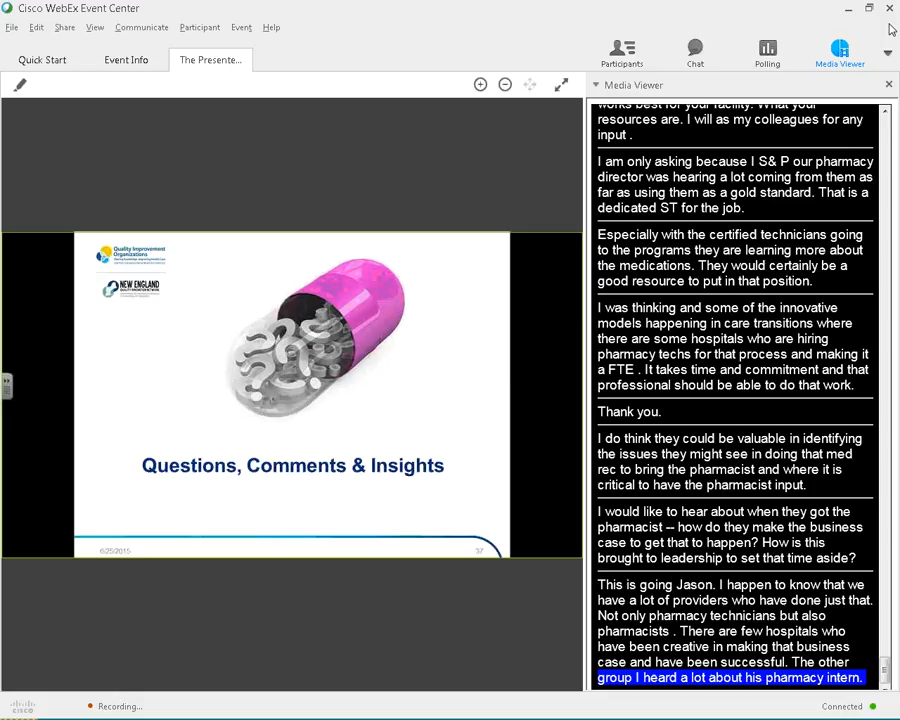 Cisco WebEx Event Center
File Edit Share View Communicate Participant Event Help
Quick Start Event Info The Presente...
Participants Chat Polling Media Viewer
Media Viewer
works best for your facility. What your
resources are. I will as my colleagues for any
input .
I am only asking because I S& P our pharmacy
director was hearing a lot coming from them as
far as using them as a gold standard. That is a
dedicated ST for the job.
Especially with the certified technicians going
to the programs they are learning more about
the medications. They would certainly be a
good resource to put in that position.
I was thinking and some of the innovative
models happening in care transitions where
there are some hospitals who are hiring
pharmacy techs for that process and making it
a FTE . It takes time and commitment and that
professional should be able to do that work.
Thank you.
I do think they could be valuable in identifying
the issues they might see in doing that med
rec to bring the pharmacist and where it is
critical to have the pharmacist input.
I would like to hear about when they got the
pharmacist -- how do they make the business
case to get that to happen? How is this
brought to leadership to set that time aside?
This is going Jason. I happen to know that we
have a lot of providers who have done just that.
Not only pharmacy technicians but also
pharmacists . There are few hospitals who
have been creative in making that business
case and have been successful. The other
group I heard a lot about his pharmacy intern.
Quality Improvement
Organizations
NEW ENGLAND
Questions, Comments & Insights
6/25/2015 37
cisco Recording... Connected